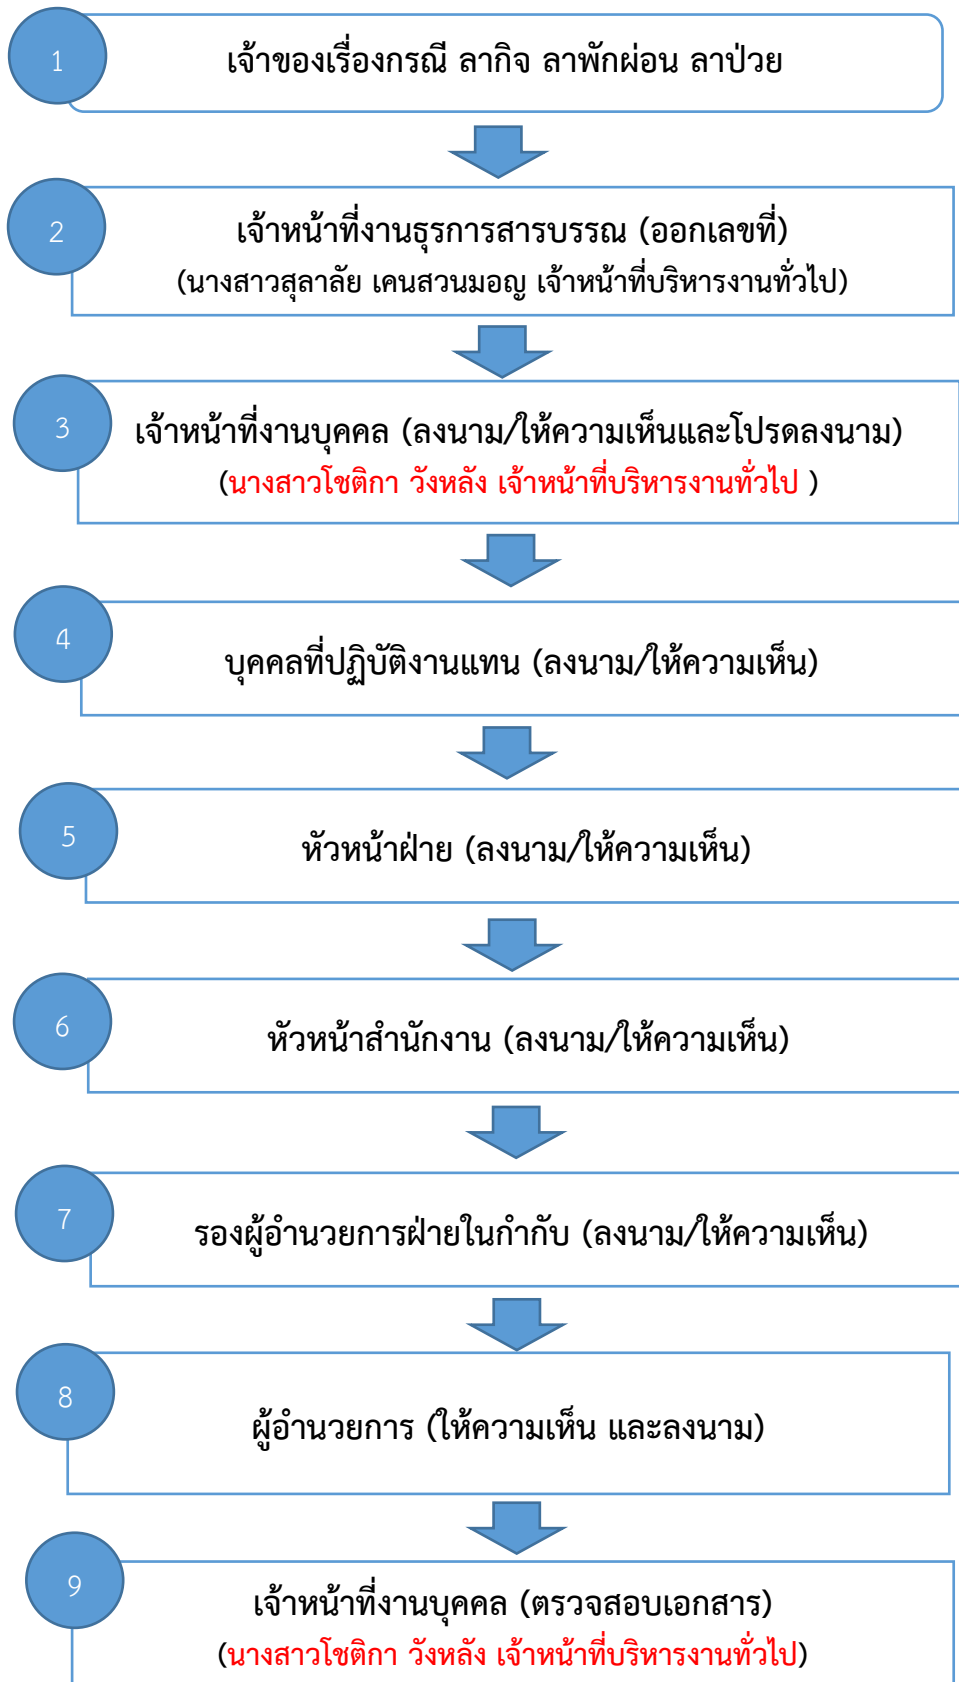 1
เจ้าของเรื่องกรณี ลากิจ ลาพักผ่อน ลาป่วย
2
เจ้าหน้าที่งานธุรการสารบรรณ (ออกเลขที่)
(นางสาวสุลาลัย เคนสวนมอญ เจ้าหน้าที่บริหารงานทั่วไป)
3
เจ้าหน้าที่งานบุคคล (ลงนาม/ให้ความเห็นและโปรดลงนาม)
(นางสาวโชติกา วังหลัง เจ้าหน้าที่บริหารงานทั่วไป )
4
บุคคลที่ปฏิบัติงานแทน (ลงนาม/ให้ความเห็น)
5
หัวหน้าฝ่าย (ลงนาม/ให้ความเห็น)
6
หัวหน้าสำนักงาน (ลงนาม/ให้ความเห็น)
7
รองผู้อำนวยการฝ่ายในกำกับ (ลงนาม/ให้ความเห็น)
8
ผู้อำนวยการ (ให้ความเห็น และลงนาม)
9
เจ้าหน้าที่งานบุคคล (ตรวจสอบเอกสาร)
(นางสาวโชติกา วังหลัง เจ้าหน้าที่บริหารงานทั่วไป)